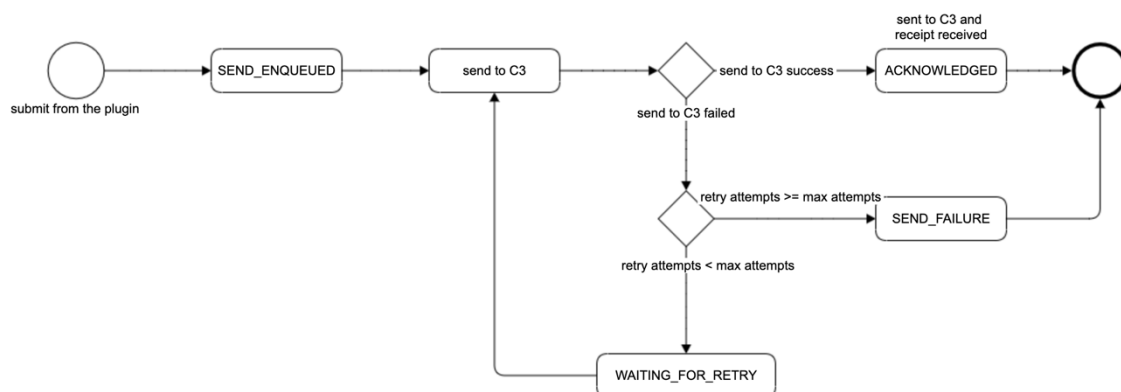 sent to C3 and
receipt received
SEND_ENQUEUED
send to C3
send to C3 success
ACKNOWLEDGED
submit from the plugin
send to C3 failed
retry attempts >= max attempts
SEND_FAILURE
retry attempts < max attempts
WAITING_FOR_RETRY